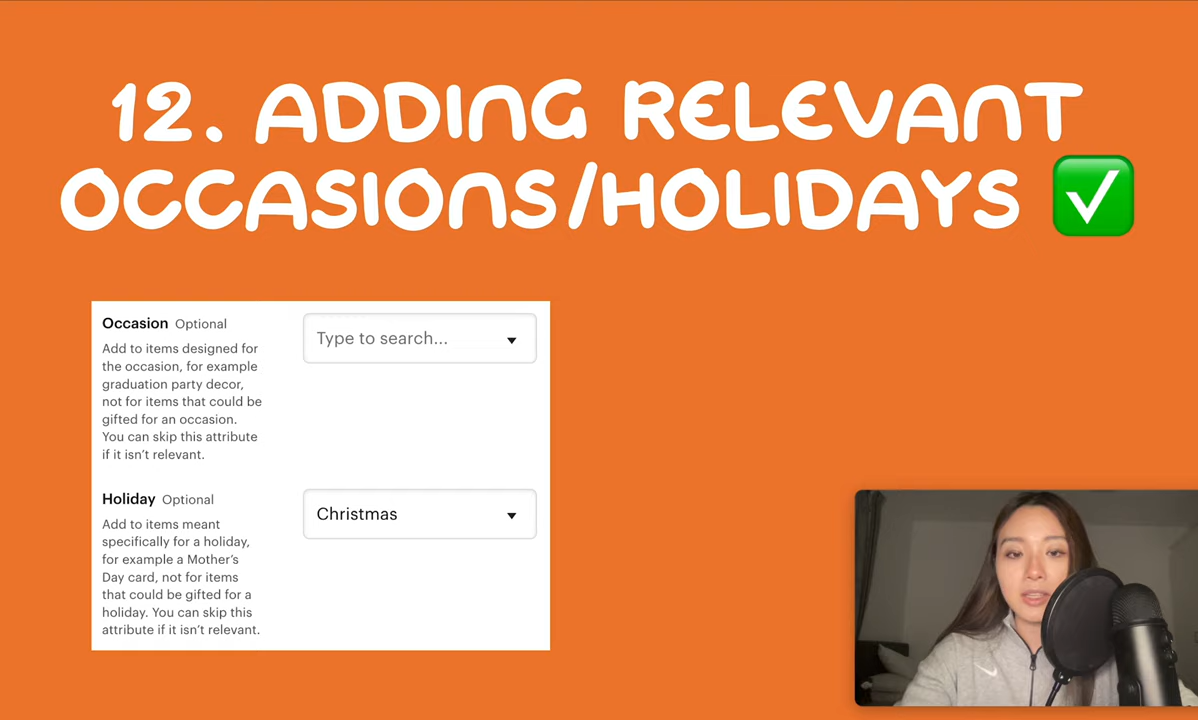 12. ADDING RELEVANT
OCCASIONS/HOLIDAYS
Occasion Optional
Type to search...
Add to items designed for
the occasion, for example
graduation party decor,
not for items that could be
gifted for an occasion.
You can skip this attribute
if it isn't relevant.
Holiday Optional
Christmas
Add to items meant
specifically for a holiday,
for example a Mother's
Day card, not for items
that could be gifted for a
holiday. You can skip this
attribute if it isn't relevant.